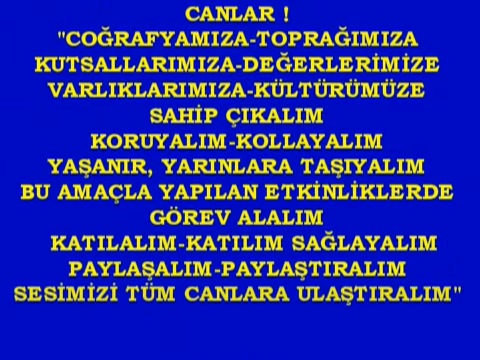 CANLAR !
"COĞRAFYAMIZA-TOPRAĞIMIZA
KUTSALLARIMIZA-DEĞERLERİMİZE
VARLIKLARIMIZA-KÜLTÜRÜMÜZE
SAHİP ÇIKALIM
KORUYALIM-KOLLAYALIM
YAŞANIR, YARINLARA TAŞIYALIM
BU AMAÇLA YAPILAN ETKİNLİKLERDE
GÖREV ALALIM
KATILALIM-KATILIM SAĞLAYALIM
PAYLAŞALIM-PAYLAŞTIRALIM
SESİMİZİ TÜM CANLARA ULAŞTIRALIM"